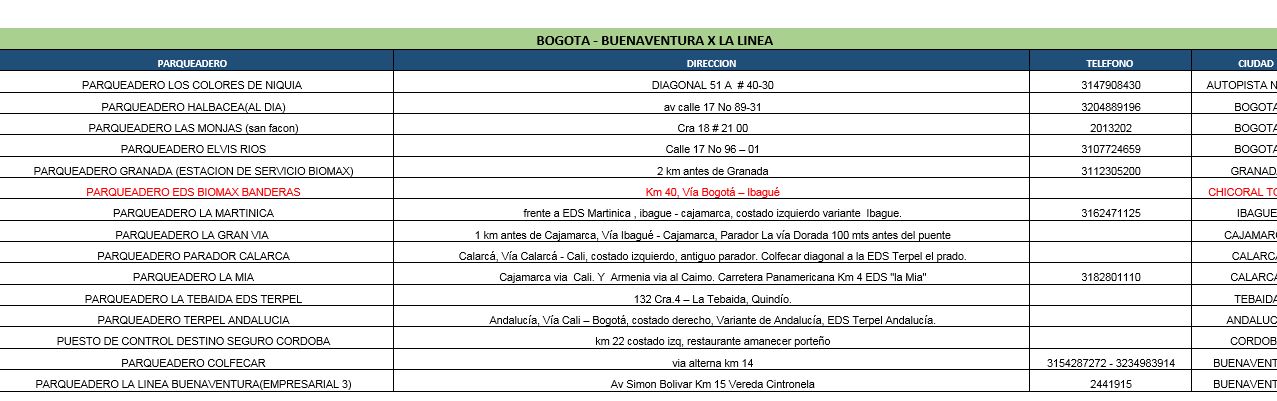 BOGOTA - BUENAVENTURA X LA LINEA
PARQUEADERO DIRECCION TELEFONO CIUDAD
PARQUEADERO LOS COLORES DE NIQUIA DIAGONAL 51 A # 40-30 3147908430 AUTOPISTA N
PARQUEADERO HALBACEA(AL DIA) av calle 17 No 89-31 3204889196 BOGOTA
PARQUEADERO LAS MONJAS (san facon) Cra 18 # 21 00 2013202 BOGOTA
PARQUEADERO ELVIS RIOS Calle 17 No 96 – 01 3107724659 BOGOTA
PARQUEADERO GRANADA (ESTACION DE SERVICIO BIOMAX) 2 km antes de Granada 3112305200 GRANADA
PARQUEADERO EDS BIOMAX BANDERAS Km 40, Vía Bogotá – Ibagué CHICORAL TO
PARQUEADERO LA MARTINICA frente a EDS Martinica , ibague - cajamarca, costado izquierdo variante Ibague. 3162471125 IBAGUE
PARQUEADERO LA GRAN VIA 1 km antes de Cajamarca, Vía Ibagué - Cajamarca, Parador La vía Dorada 100 mts antes del puente CAJAMARC
PARQUEADERO PARADOR CALARCA Calarcá, Vía Calarcá - Cali, costado izquierdo, antiguo parador. Colfecar diagonal a la EDS Terpel el prado. CALARCA
PARQUEADERO LA MIA Cajamarca via Cali. Y Armenia via al Caimo. Carretera Panamericana Km 4 EDS "la Mia" 3182801110 CALARCA
PARQUEADERO LA TEBAIDA EDS TERPEL 132 Cra.4 – La Tebaida, Quindío. TEBAIDA
PARQUEADERO TERPEL ANDALUCIA Andalucía, Vía Cali – Bogotá, costado derecho, Variante de Andalucía, EDS Terpel Andalucía. ANDALUC
PUESTO DE CONTROL DESTINO SEGURO CORDOBA km 22 costado izq, restaurante amanecer porteño CORDOB
PARQUEADERO COLFECAR via alterna km 14 3154287272 - 3234983914 BUENAVENT
PARQUEADERO LA LINEA BUENAVENTURA(EMPRESARIAL 3) Av Simon Bolivar Km 15 Vereda Cintronela 2441915 BUENAVENT